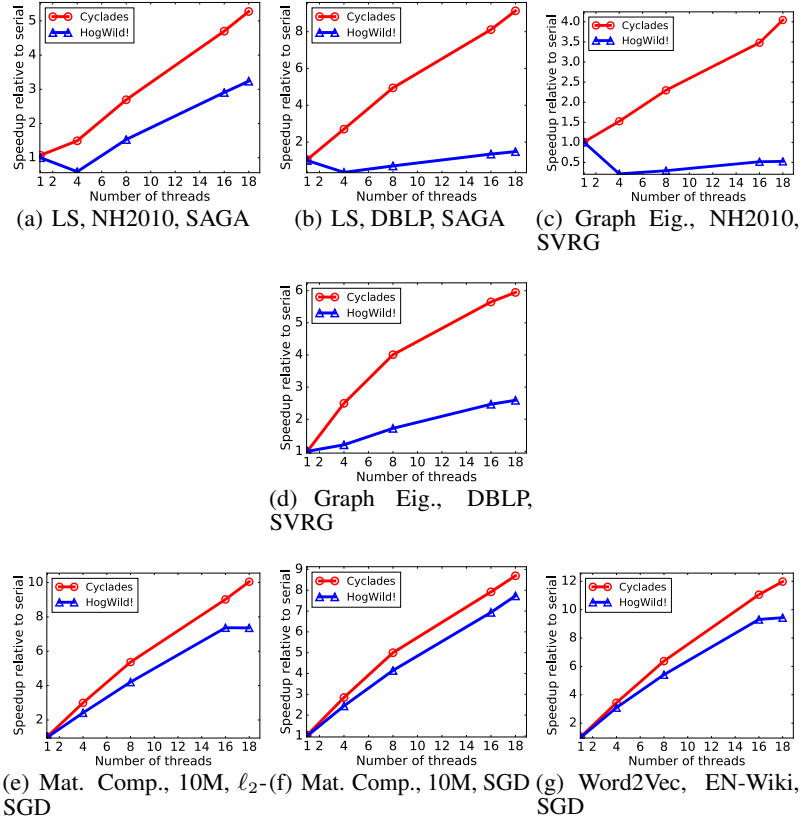 Speedup relative to serial
5
4
3
2
1
Cyclades
HogWild!
1 2 4 6 8 10 12 14 16 18
Number of threads
(a) LS, NH2010, SAGA
Speedup relative to serial
8
6
4
2
Cyclades
HogWild!
1 2 4 6 8 10 12 14 16 18
Number of threads
(b) LS, DBLP, SAGA
Speedup relative to serial
4.0
3.5
3.0
2.5
2.0
1.5
1.0
0.5
Cyclades
HogWild!
1 2 4 6 8 10 12 14 16 18
Number of threads
(c) Graph Eig., NH2010,
SVRG
Speedup relative to serial
6
5
4
3
2
1
Cyclades
HogWild!
1 2 4 6 8 10 12 14 16 18
Number of threads
(d) Graph Eig., DBLP,
SVRG
Speedup relative to serial
10
8
6
4
2
Cyclades
HogWild!
1 2 4 6 8 10 12 14 16 18
Number of threads
(e) Mat. Comp., 10M, ℓ2-
SGD
Speedup relative to serial
9
8
7
6
5
4
3
2
1
Cyclades
HogWild!
1 2 4 6 8 10 12 14 16 18
Number of threads
(f) Mat. Comp., 10M, SGD
Speedup relative to serial
12
10
8
6
4
2
Cyclades
HogWild!
1 2 4 6 8 10 12 14 16 18
Number of threads
(g) Word2Vec, EN-Wiki,
SGD